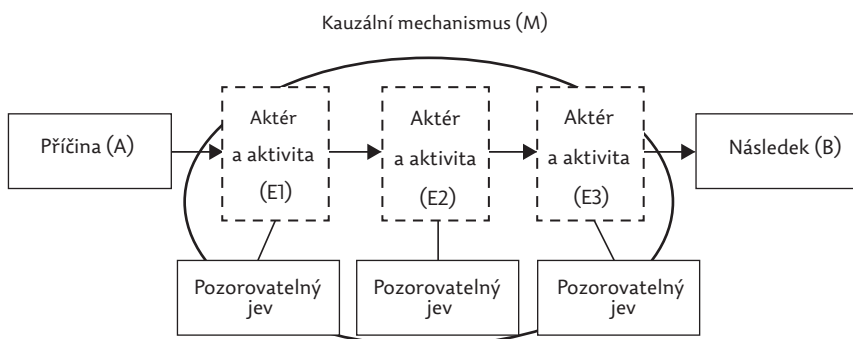 Kauzální mechanismus (M)
Příčina (A)
Aktér
a aktivita
(E1)
Aktér
a aktivita
(E2)
Aktér
a aktivita
(E3)
Následek (B)
Pozorovatelný
jev
Pozorovatelný
jev
Pozorovatelný
jev